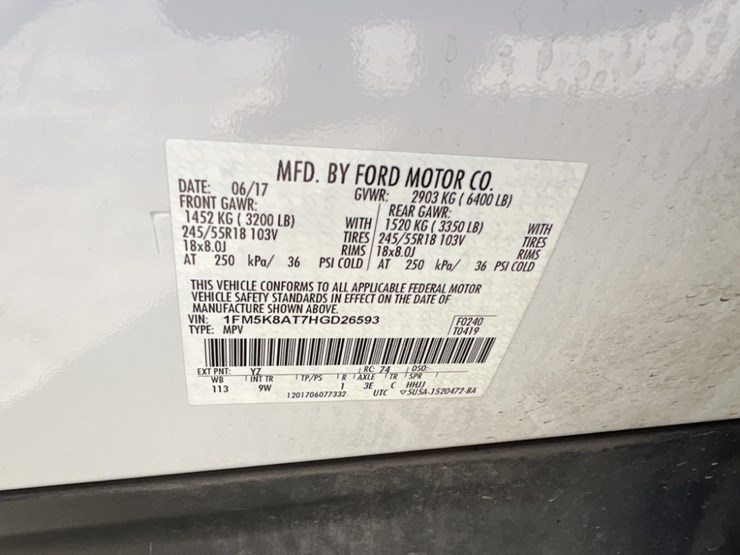 MFD. BY FORD MOTOR CO.
DATE: 06/17 GVWR: 2903 KG ( 6400 LB)
FRONT GAWR: REAR GAWR:
1452 KG ( 3200 LB) WITH 1520 KG ( 3350 LB) WITH
245/55R18 103V TIRES 245/55R18 103V TIRES
18x8.0J RIMS 18x8.0J RIMS
AT 250 kPa/ 36 PSI COLD AT 250 kPa/ 36 PSI COLD
THIS VEHICLE CONFORMS TO ALL APPLICABLE FEDERAL MOTOR
VEHICLE SAFETY STANDARDS IN EFFECT ON THE DATE OF
MANUFACTURE SHOWN ABOVE.
VIN: 1FM5K8AT7HGD26593 F0240
TYPE: MPV T0419
EXT PNT: YZ RC: 74 DSO:
WB INT TR TP/PS R AXLE TR SPR
113 9W 1 3E C HHJJ
1201706077332 UTC ▽5U5A-1520472-BA